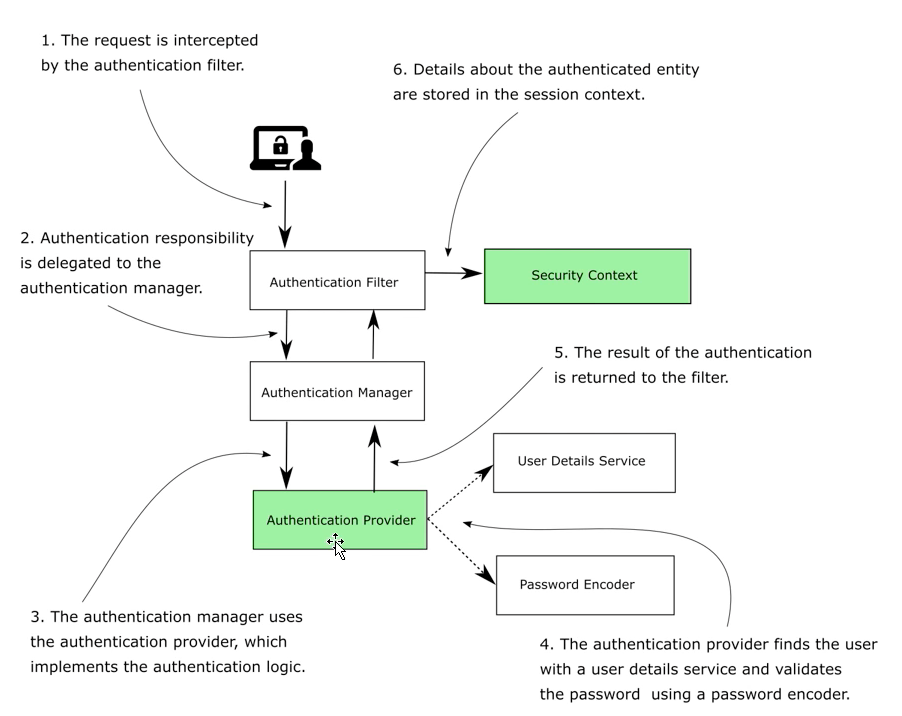 1. The request is intercepted
by the authentication filter.
6. Details about the authenticated entity
are stored in the session context.
2. Authentication responsibility
is delegated to the
authentication manager.
Authentication Filter
Security Context
5. The result of the authentication
is returned to the filter.
Authentication Manager
User Details Service
Authentication Provider
Password Encoder
3. The authentication manager uses
the authentication provider, which
implements the authentication logic.
4. The authentication provider finds the user
with a user details service and validates
the password  using a password encoder.